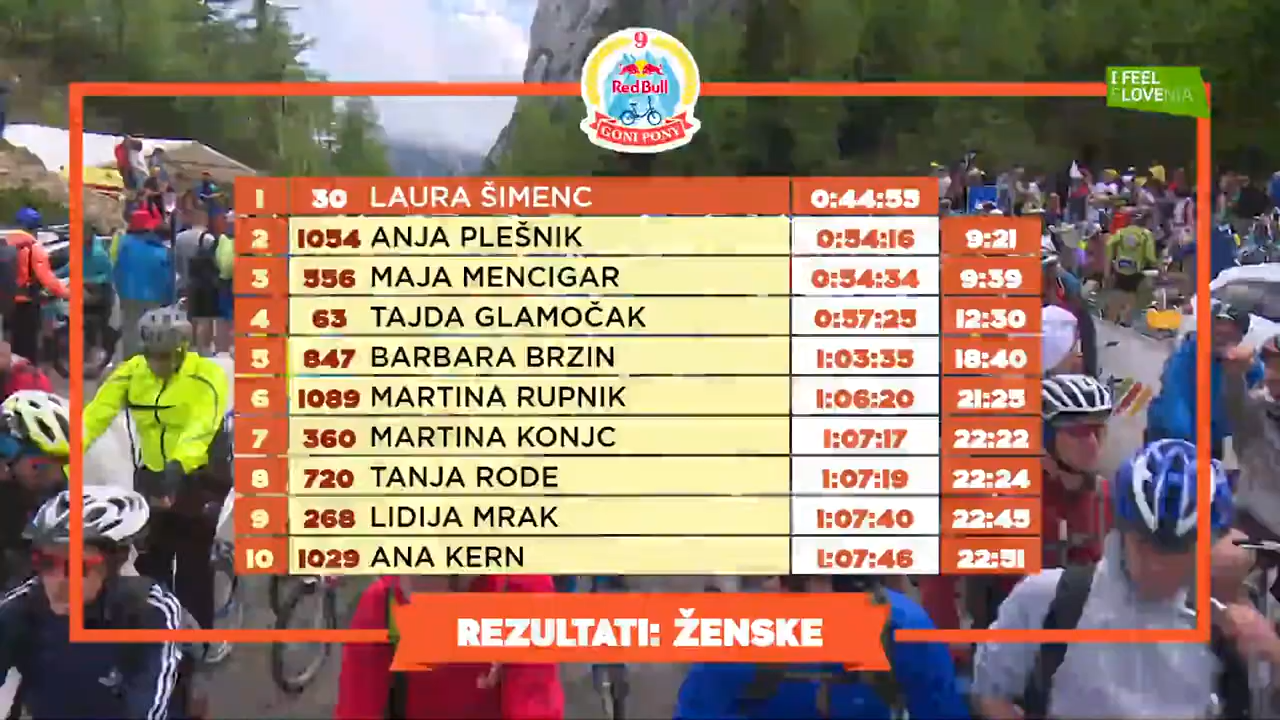 9
Red Bull
GONI PONY
I FEEL
SLOVENIA
1 30 LAURA ŠIMENC 0:44:55
2 1054 ANJA PLEŠNIK 0:54:16 9:21
3 556 MAJA MENCIGAR 0:54:34 9:39
4 63 TAJDA GLAMOČAK 0:57:25 12:30
5 847 BARBARA BRZIN 1:03:35 18:40
6 1089 MARTINA RUPNIK 1:06:20 21:25
7 360 MARTINA KONJC 1:07:17 22:22
8 720 TANJA RODE 1:07:19 22:24
9 268 LIDIJA MRAK 1:07:40 22:45
10 1029 ANA KERN 1:07:46 22:51
REZULTATI: ŽENSKE